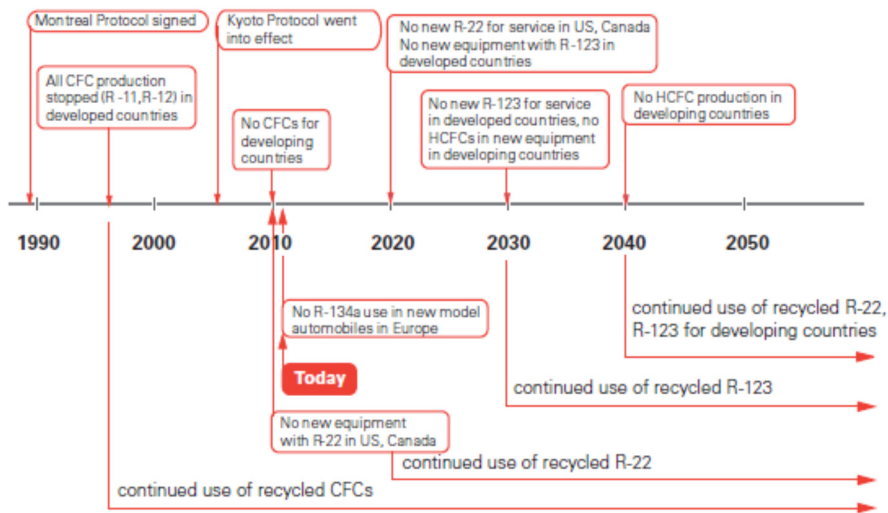 Montreal Protocol signed
Kyoto Protocol went
into effect
No new R-22 for service in US, Canada
No new equipment with R-123 in
developed countries
All CFC production
stopped (R -11,R-12) in
developed countries
No CFCs for
developing
countries
No new R-123 for service
in developed countries, no
HCFCs in new equipment
in developing countries
No HCFC production in
developing countries
1990 2000 2010 2020 2030 2040 2050
No R-134a use in new model
automobiles in Europe
continued use of recycled R-22,
R-123 for developing countries
Today
continued use of recycled R-123
No new equipment
with R-22 in US, Canada
continued use of recycled R-22
continued use of recycled CFCs